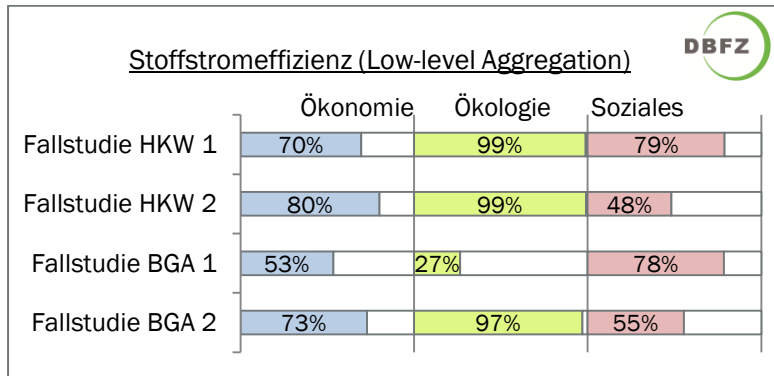 DBFZ
Stoffstromeffizienz (Low-level Aggregation)
Ökonomie Ökologie Soziales
Fallstudie HKW 1 70% 99% 79%
Fallstudie HKW 2 80% 99% 48%
Fallstudie BGA 1 53% 27% 78%
Fallstudie BGA 2 73% 97% 55%